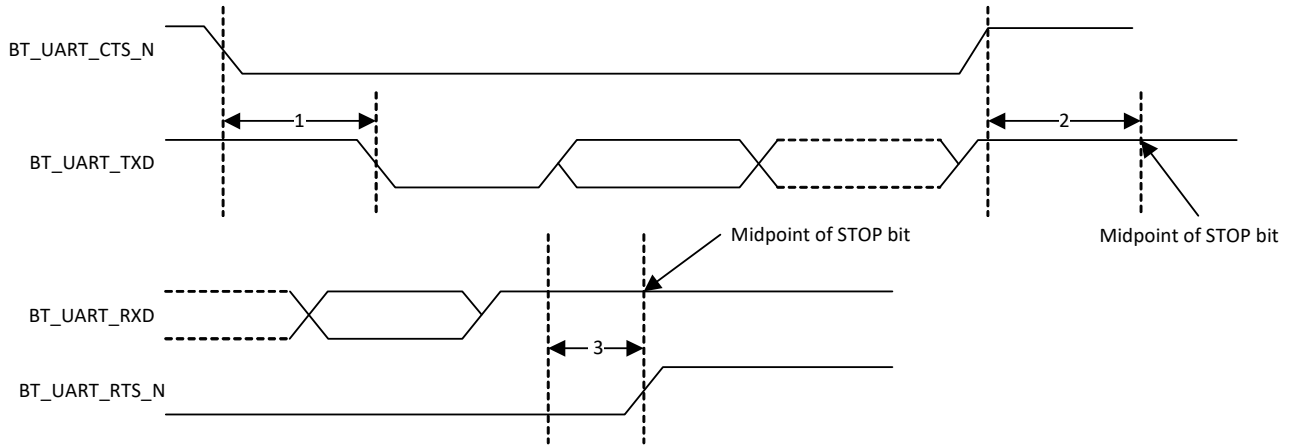 BT_UART_CTS_N
1
2
BT_UART_TXD
Midpoint of STOP bit
Midpoint of STOP bit
BT_UART_RXD
3
BT_UART_RTS_N